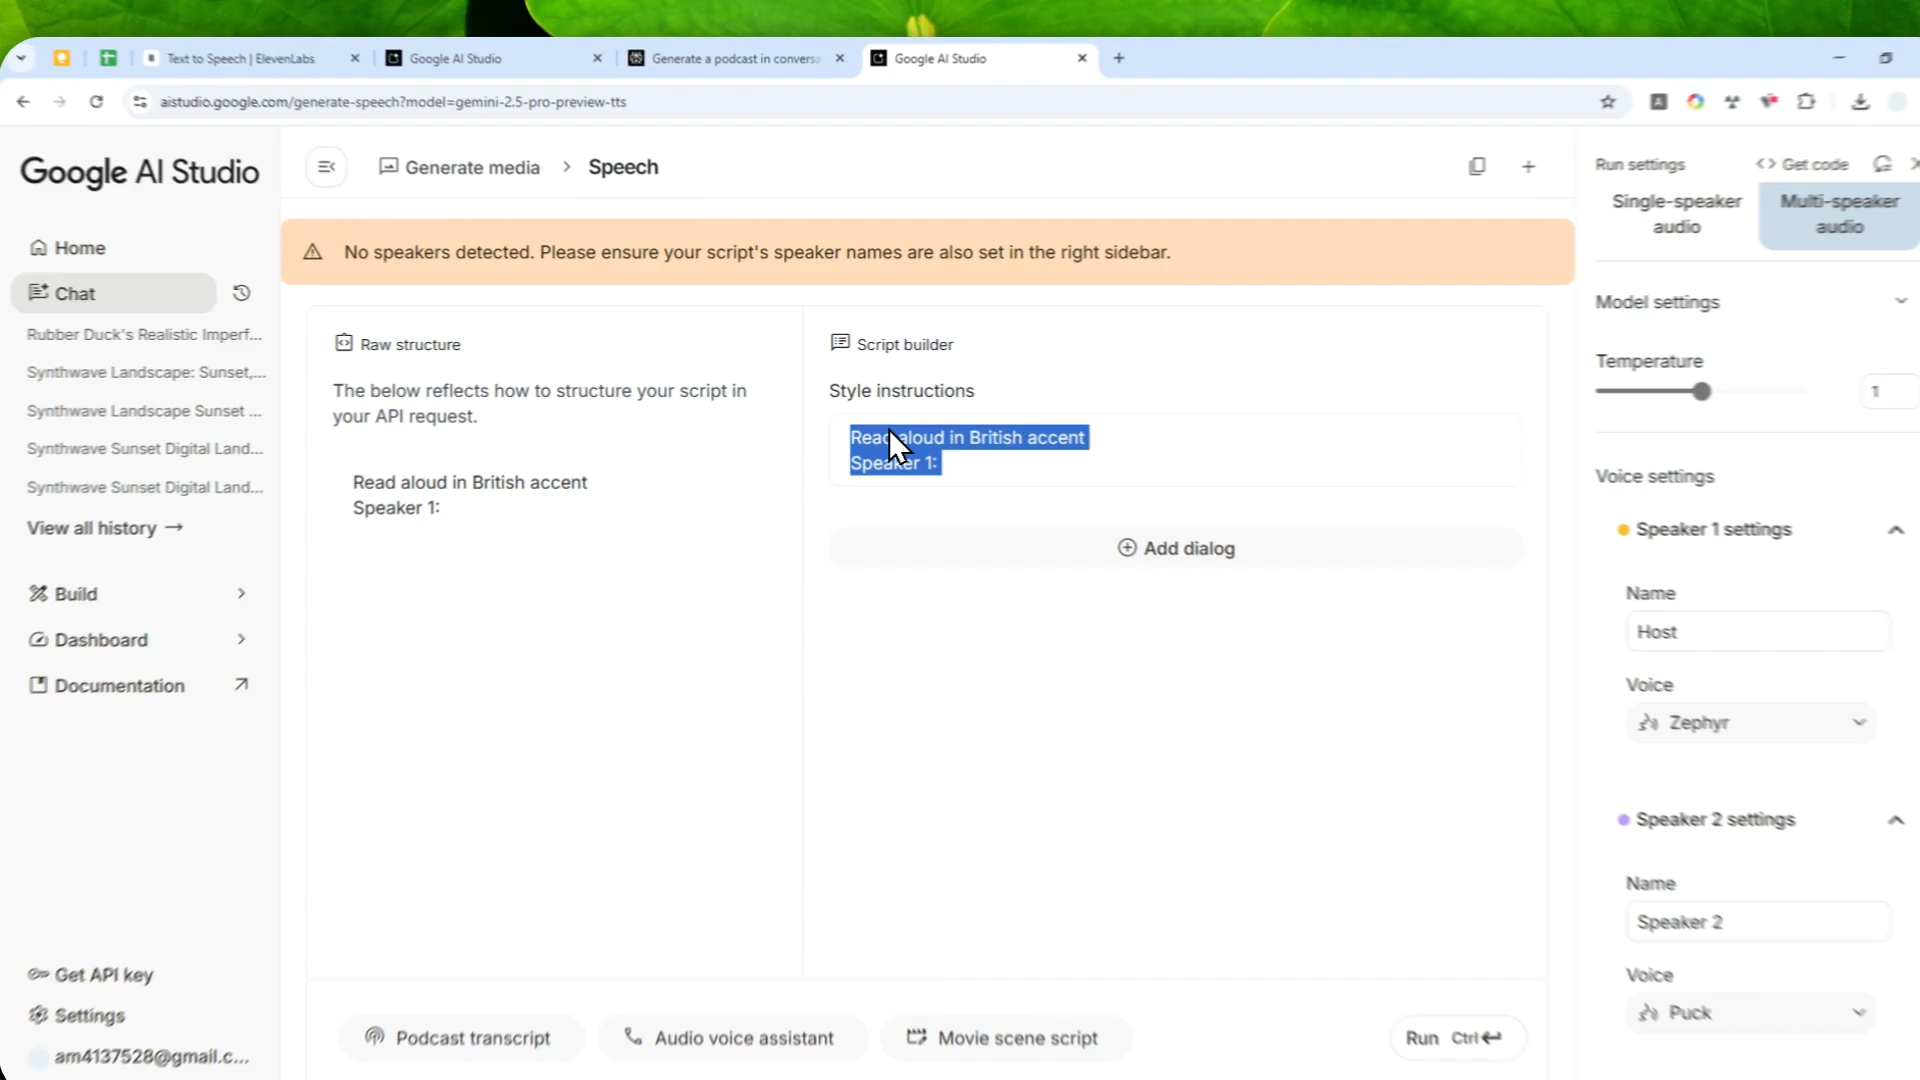 Text to Speech | ElevenLabs
Google AI Studio
Generate a podcast in conversa
Google AI Studio
aistudio.google.com/generate-speech?model=gemini-2.5-pro-preview-tts
Google AI Studio
Home
Chat
Rubber Duck's Realistic Imperf...
Synthwave Landscape: Sunset,...
Synthwave Landscape Sunset ...
Synthwave Sunset Digital Land...
Synthwave Sunset Digital Land...
View all history
Build
Dashboard
Documentation
Get API key
Settings
am4137528@gmail.c...
Generate media > Speech
No speakers detected. Please ensure your script's speaker names are also set in the right sidebar.
Raw structure
The below reflects how to structure your script in
your API request.
Read aloud in British accent
Speaker 1:
Script builder
Style instructions
Read aloud in British accent
Speaker 1:
Add dialog
Podcast transcript
Audio voice assistant
Movie scene script
Run Ctrl
Run settings
<> Get code
Single-speaker
audio
Multi-speaker
audio
Model settings
Temperature
1
Voice settings
Speaker 1 settings
Name
Host
Voice
Zephyr
Speaker 2 settings
Name
Speaker 2
Voice
Puck